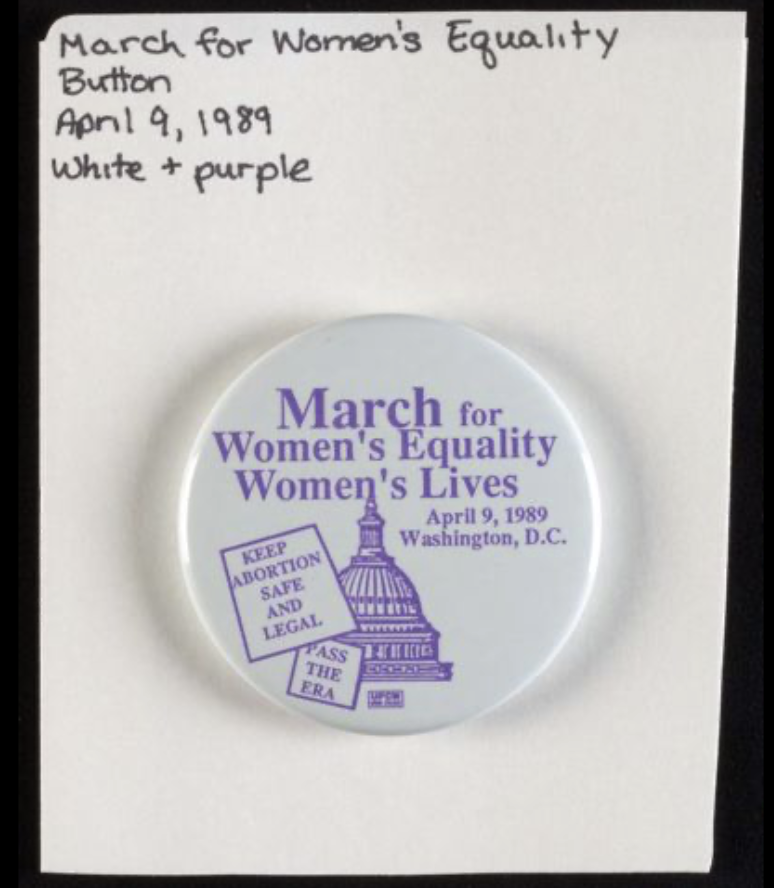 March for Women's Equality
Button
April 9, 1989
White + purple
March for
Women's Equality
Women's Lives
April 9, 1989
Washington, D.C.
KEEP
ABORTION
SAFE
AND
LEGAL
PASS
THE
ERA
UFCW